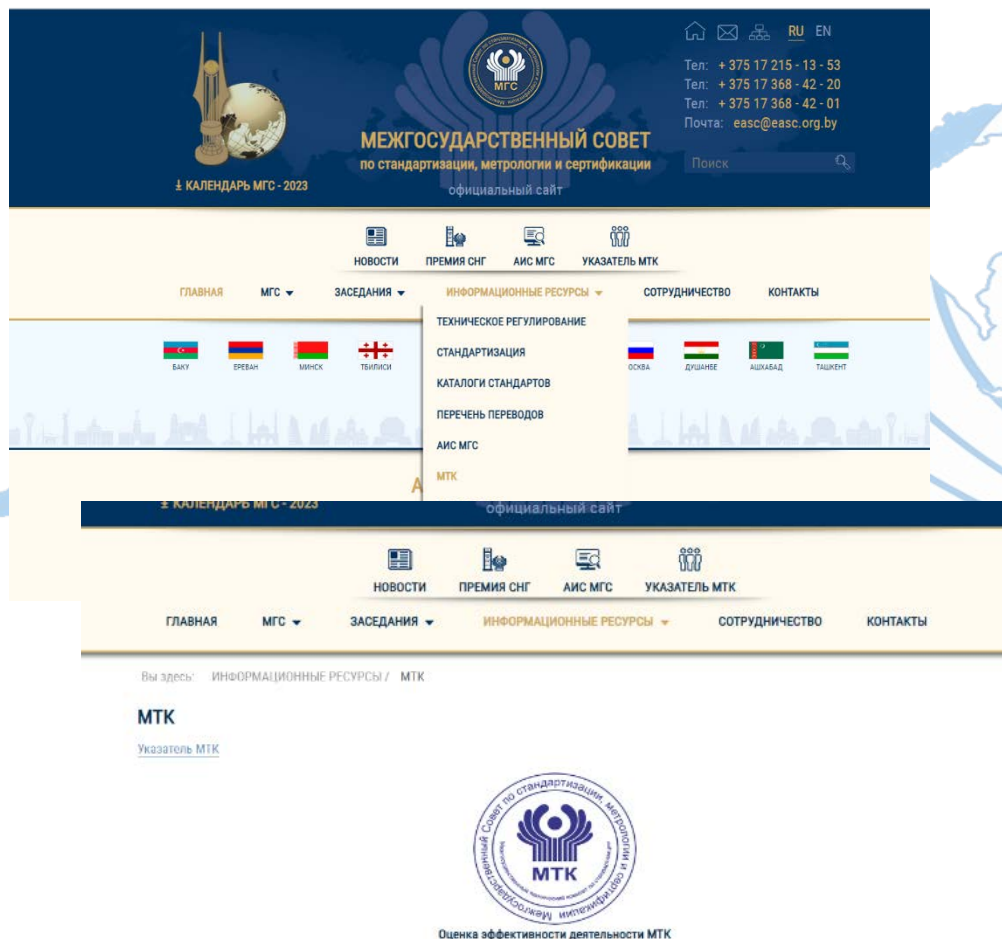 RU EN
Тел: + 375 17 215 - 13 - 53
Тел: + 375 17 368 - 42 - 20
Тел: + 375 17 368 - 42 - 01
Почта: easc@easc.org.by
Поиск
МГС
МЕЖГОСУДАРСТВЕННЫЙ СОВЕТ
по стандартизации, метрологии и сертификации
официальный сайт
КАЛЕНДАРЬ МГС - 2023
НОВОСТИ ПРЕМИЯ СНГ АИС МГС УКАЗАТЕЛЬ МТК
ГЛАВНАЯ МГС ЗАСЕДАНИЯ ИНФОРМАЦИОННЫЕ РЕСУРСЫ СОТРУДНИЧЕСТВО КОНТАКТЫ
ТЕХНИЧЕСКОЕ РЕГУЛИРОВАНИЕ
СТАНДАРТИЗАЦИЯ
КАТАЛОГИ СТАНДАРТОВ
ПЕРЕЧЕНЬ ПЕРЕВОДОВ
АИС МГС
МТК
БАКУ ЕРЕВАН МИНСК ТБИЛИСИ ОСКВА ДУШАНБЕ АШХАБАД ТАШКЕНТ
А
КАЛЕНДАРЬ МГС - 2023
официальный сайт
НОВОСТИ ПРЕМИЯ СНГ АИС МГС УКАЗАТЕЛЬ МТК
ГЛАВНАЯ МГС ЗАСЕДАНИЯ ИНФОРМАЦИОННЫЕ РЕСУРСЫ СОТРУДНИЧЕСТВО КОНТАКТЫ
Вы здесь: ИНФОРМАЦИОННЫЕ РЕСУРСЫ / МТК
МТК
Указатель МТК
Межгосударственный Совет по стандартизации, метрологии и сертификации
МТК
Оценка эффективности деятельности МТК